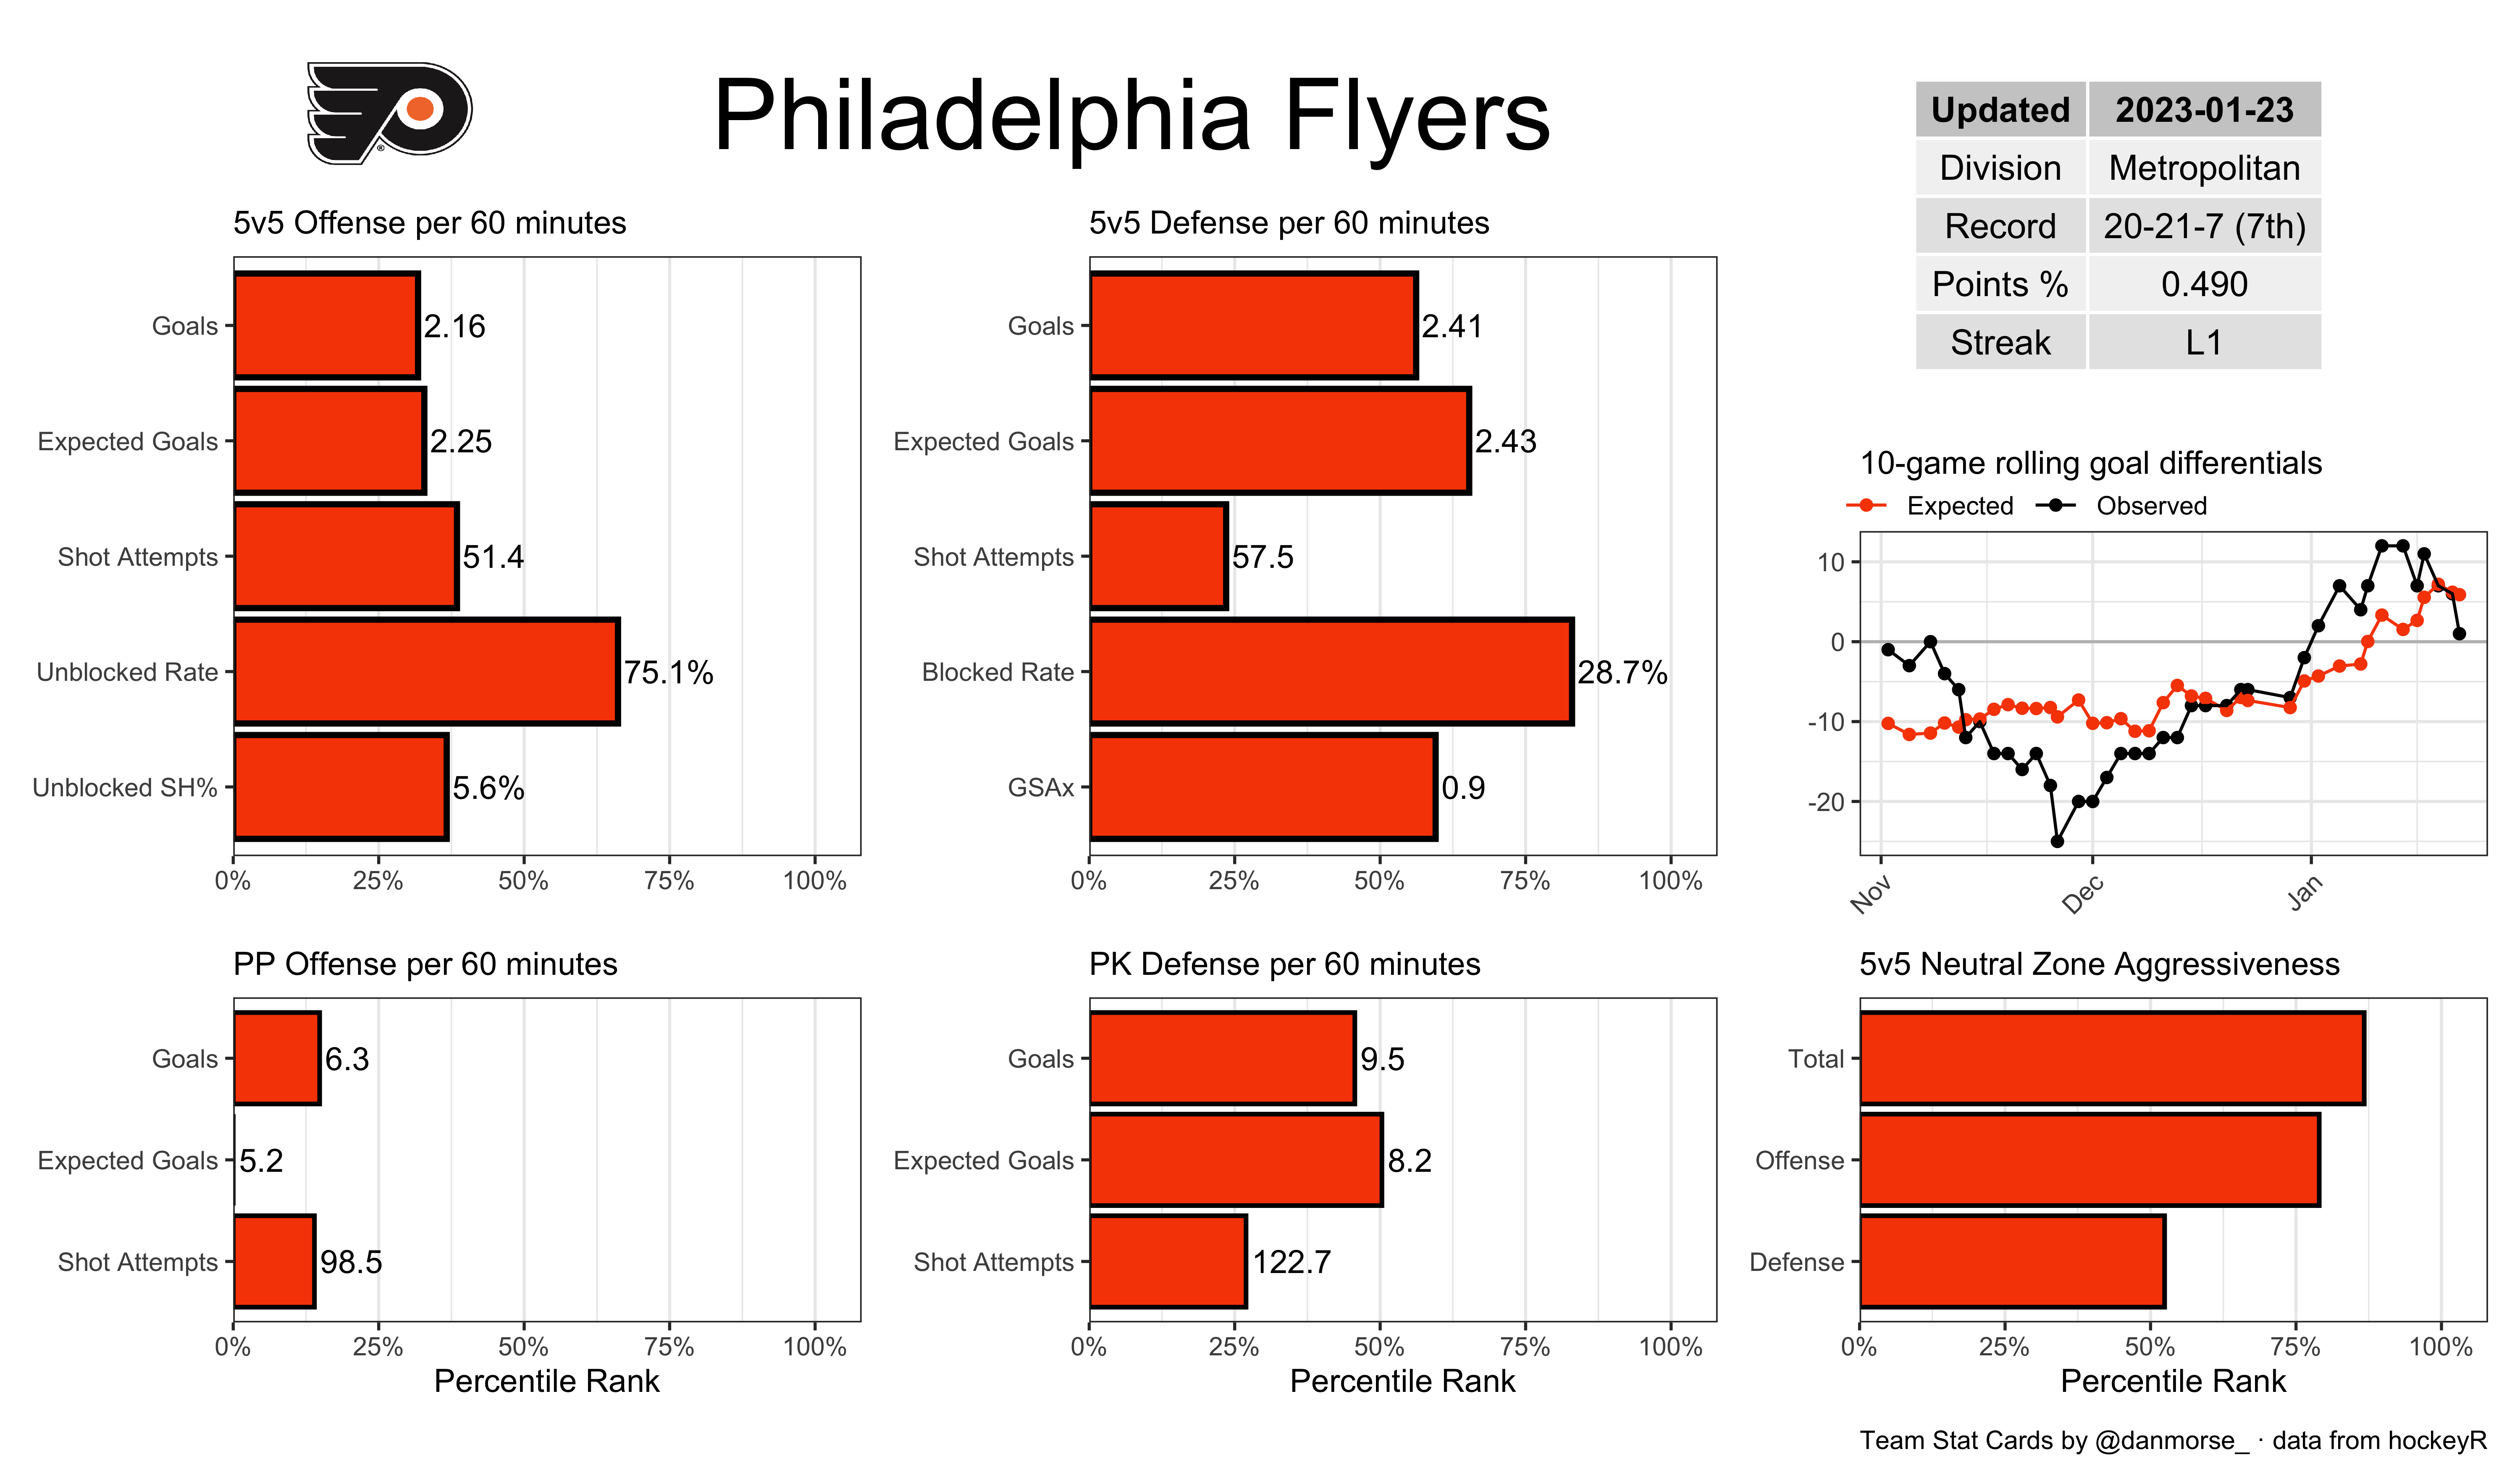 Philadelphia Flyers
®
Updated 2023-01-23
Division Metropolitan
Record 20-21-7 (7th)
Points % 0.490
Streak L1
5v5 Offense per 60 minutes
Goals 2.16
Expected Goals 2.25
Shot Attempts 51.4
Unblocked Rate 75.1%
Unblocked SH% 5.6%
0% 25% 50% 75% 100%
5v5 Defense per 60 minutes
Goals 2.41
Expected Goals 2.43
Shot Attempts 57.5
Blocked Rate 28.7%
GSAx 0.9
0% 25% 50% 75% 100%
10-game rolling goal differentials
Expected Observed
10
0
-10
-20
Nov Dec Jan
PP Offense per 60 minutes
Goals 6.3
Expected Goals 5.2
Shot Attempts 98.5
0% 25% 50% 75% 100%
Percentile Rank
PK Defense per 60 minutes
Goals 9.5
Expected Goals 8.2
Shot Attempts 122.7
0% 25% 50% 75% 100%
Percentile Rank
5v5 Neutral Zone Aggressiveness
Total
Offense
Defense
0% 25% 50% 75% 100%
Percentile Rank
Team Stat Cards by @danmorse_ · data from hockeyR